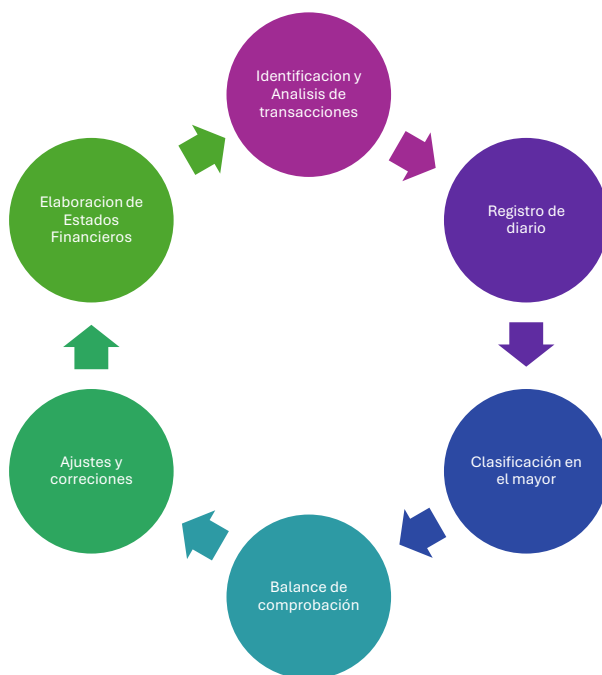 Identificacion y
Analisis de
transacciones
Registro de
diario
Clasificación en
el mayor
Balance de
comprobación
Ajustes y
correciones
Elaboracion de
Estados
Financieros